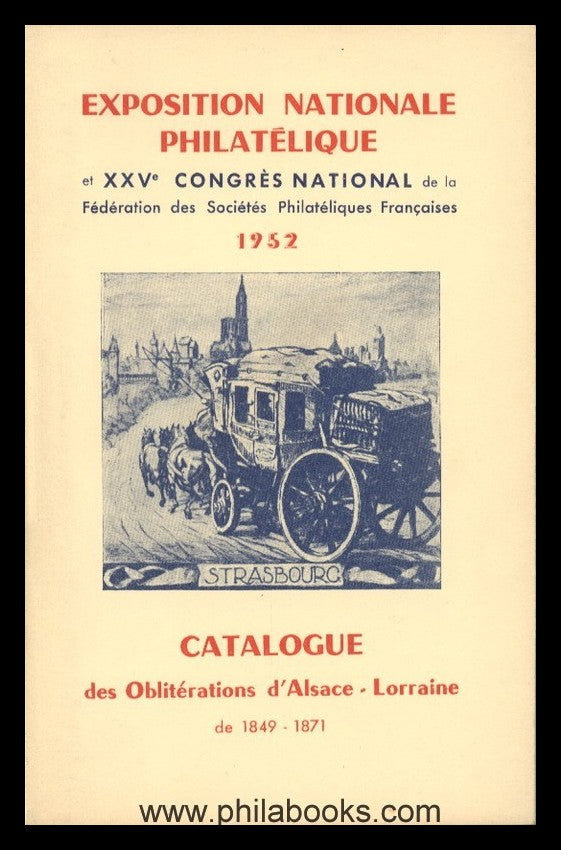 EXPOSITION NATIONALE
PHILATÉLIQUE
et XXVe CONGRÈS NATIONAL de la
Fédération des Sociétés Philatéliques Françaises
1952
STRASBOURG
CATALOGUE
des Oblitérations d'Alsace - Lorraine
de 1849 - 1871
www.philabooks.com